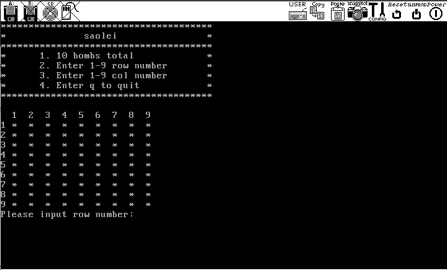 A: B: CD USER Copy Paste Snapshot CONFIG Reset SUSPEND Power
*****************************************
* saolei *
*****************************************
* 1. 10 bombs total *
* 2. Enter 1-9 row number *
* 3. Enter 1-9 col number *
* 4. Enter q to quit *
*****************************************
1 2 3 4 5 6 7 8 9
1 * * * * * * * * *
2 * * * * * * * * *
3 * * * * * * * * *
4 * * * * * * * * *
5 * * * * * * * * *
6 * * * * * * * * *
7 * * * * * * * * *
8 * * * * * * * * *
9 * * * * * * * * *
Please input row number: